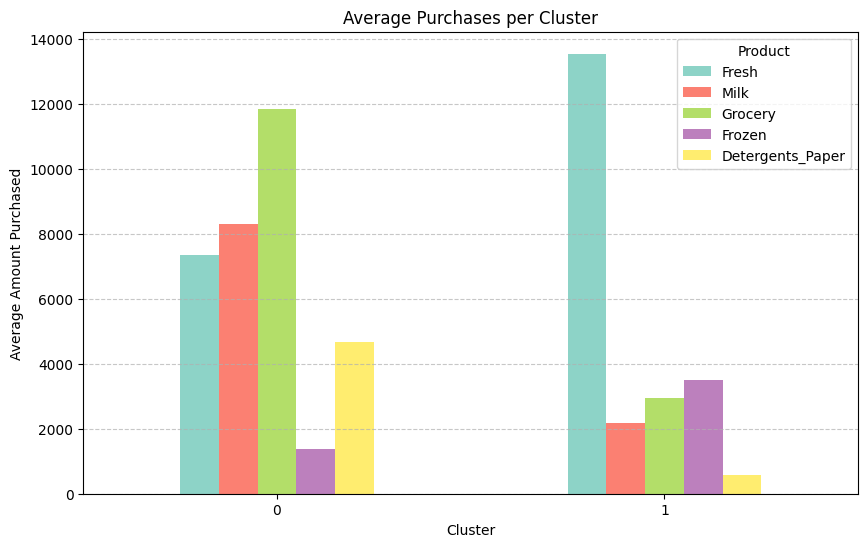 Average Purchases per Cluster
14000
12000
10000
8000
6000
4000
2000
0
Average Amount Purchased
Product
Fresh
Milk
Grocery
Frozen
Detergents_Paper
0
1
Cluster